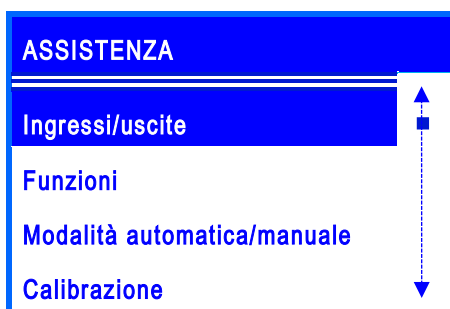 ASSISTENZA
Ingressi/uscite
Funzioni
Modalità automatica/manuale
Calibrazione